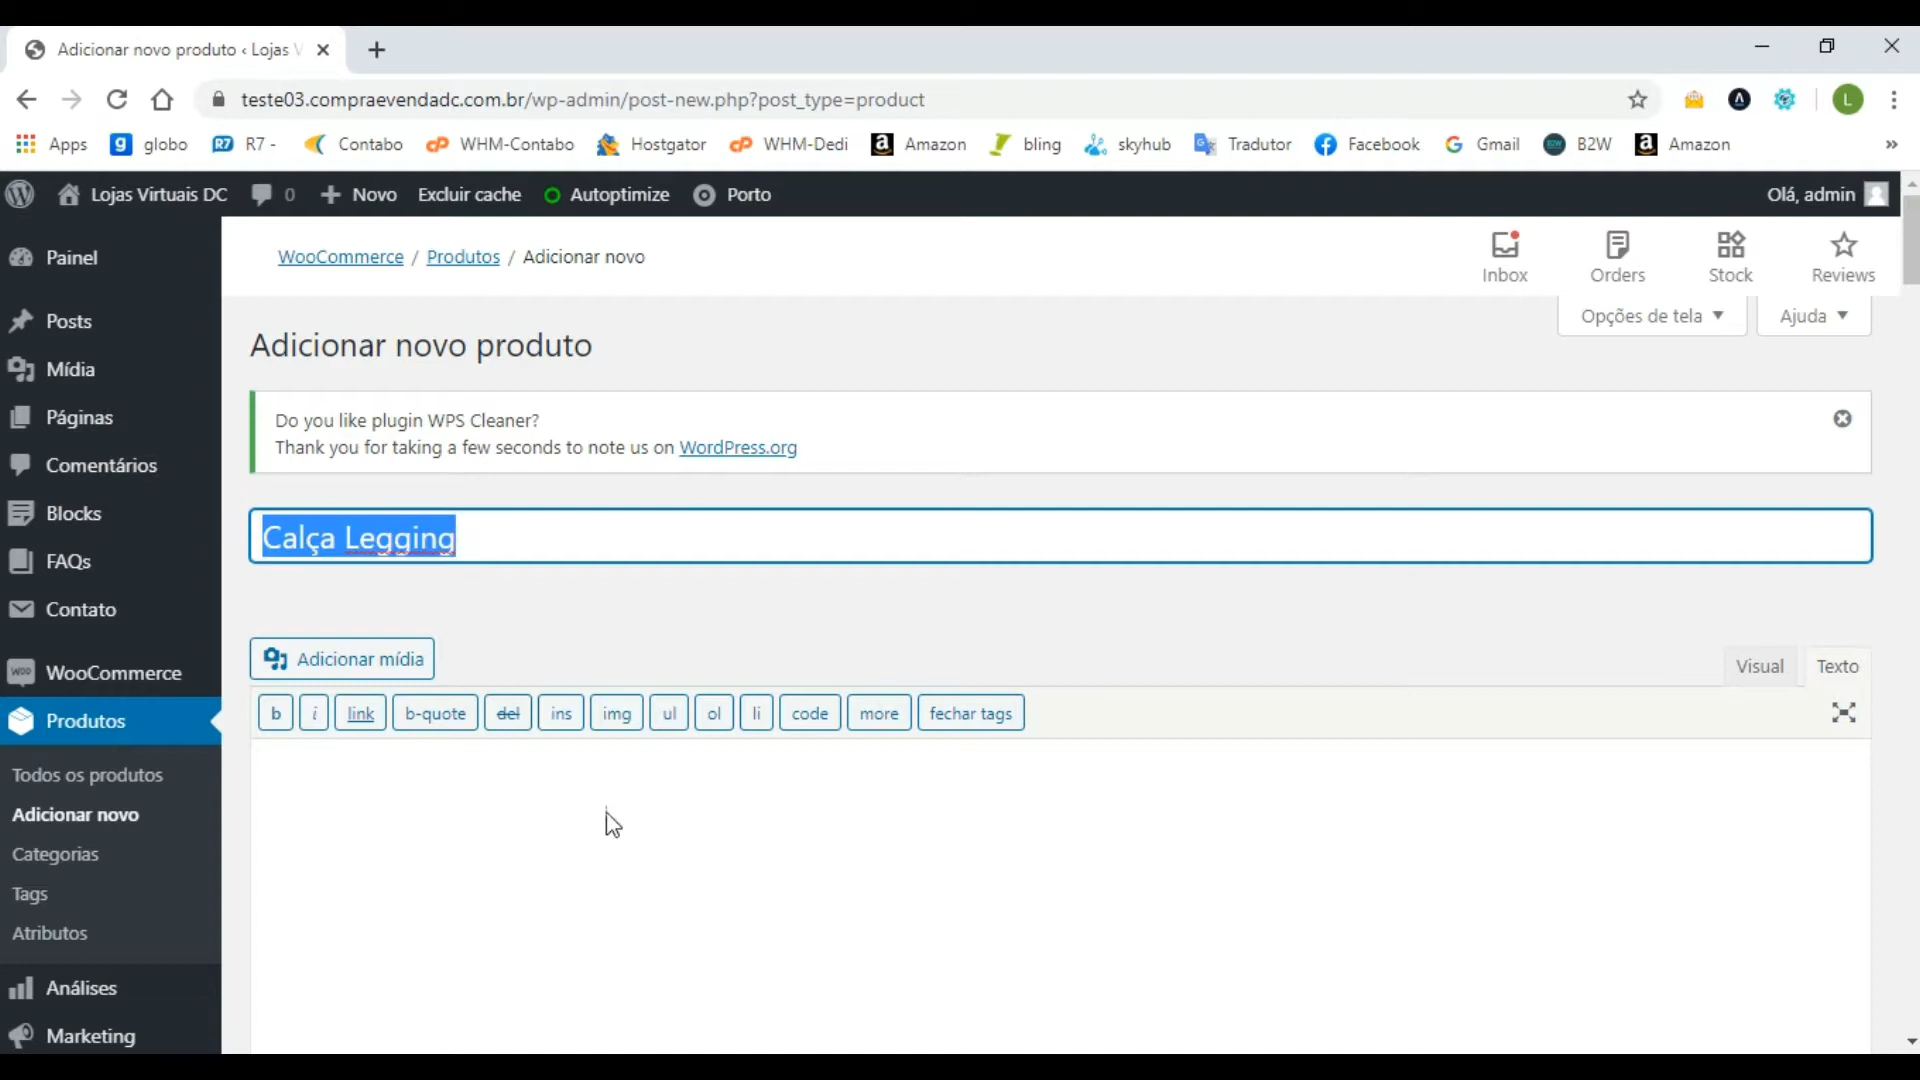 Adicionar novo produto ‹ Lojas V
teste03.compraevendadc.com.br/wp-admin/post-new.php?post_type=product
L
Apps g globo R7 R7 - Contabo cP WHM-Contabo Hostgator cP WHM-Dedi a Amazon bling skyhub Tradutor Facebook G Gmail B2W a Amazon »
Lojas Virtuais DC 0 + Novo Excluir cache Autoptimize Porto Olá, admin
WooCommerce / Produtos / Adicionar novo
Inbox Orders Stock Reviews
Opções de tela ▼ Ajuda ▼
Adicionar novo produto
Do you like plugin WPS Cleaner?
Thank you for taking a few seconds to note us on WordPress.org
Calça Legging
Adicionar mídia
Visual Texto
b i link b-quote del ins img ul ol li code more fechar tags
Painel
Posts
Mídia
Páginas
Comentários
Blocks
FAQs
Contato
WooCommerce
Produtos
Todos os produtos
Adicionar novo
Categorias
Tags
Atributos
Análises
Marketing